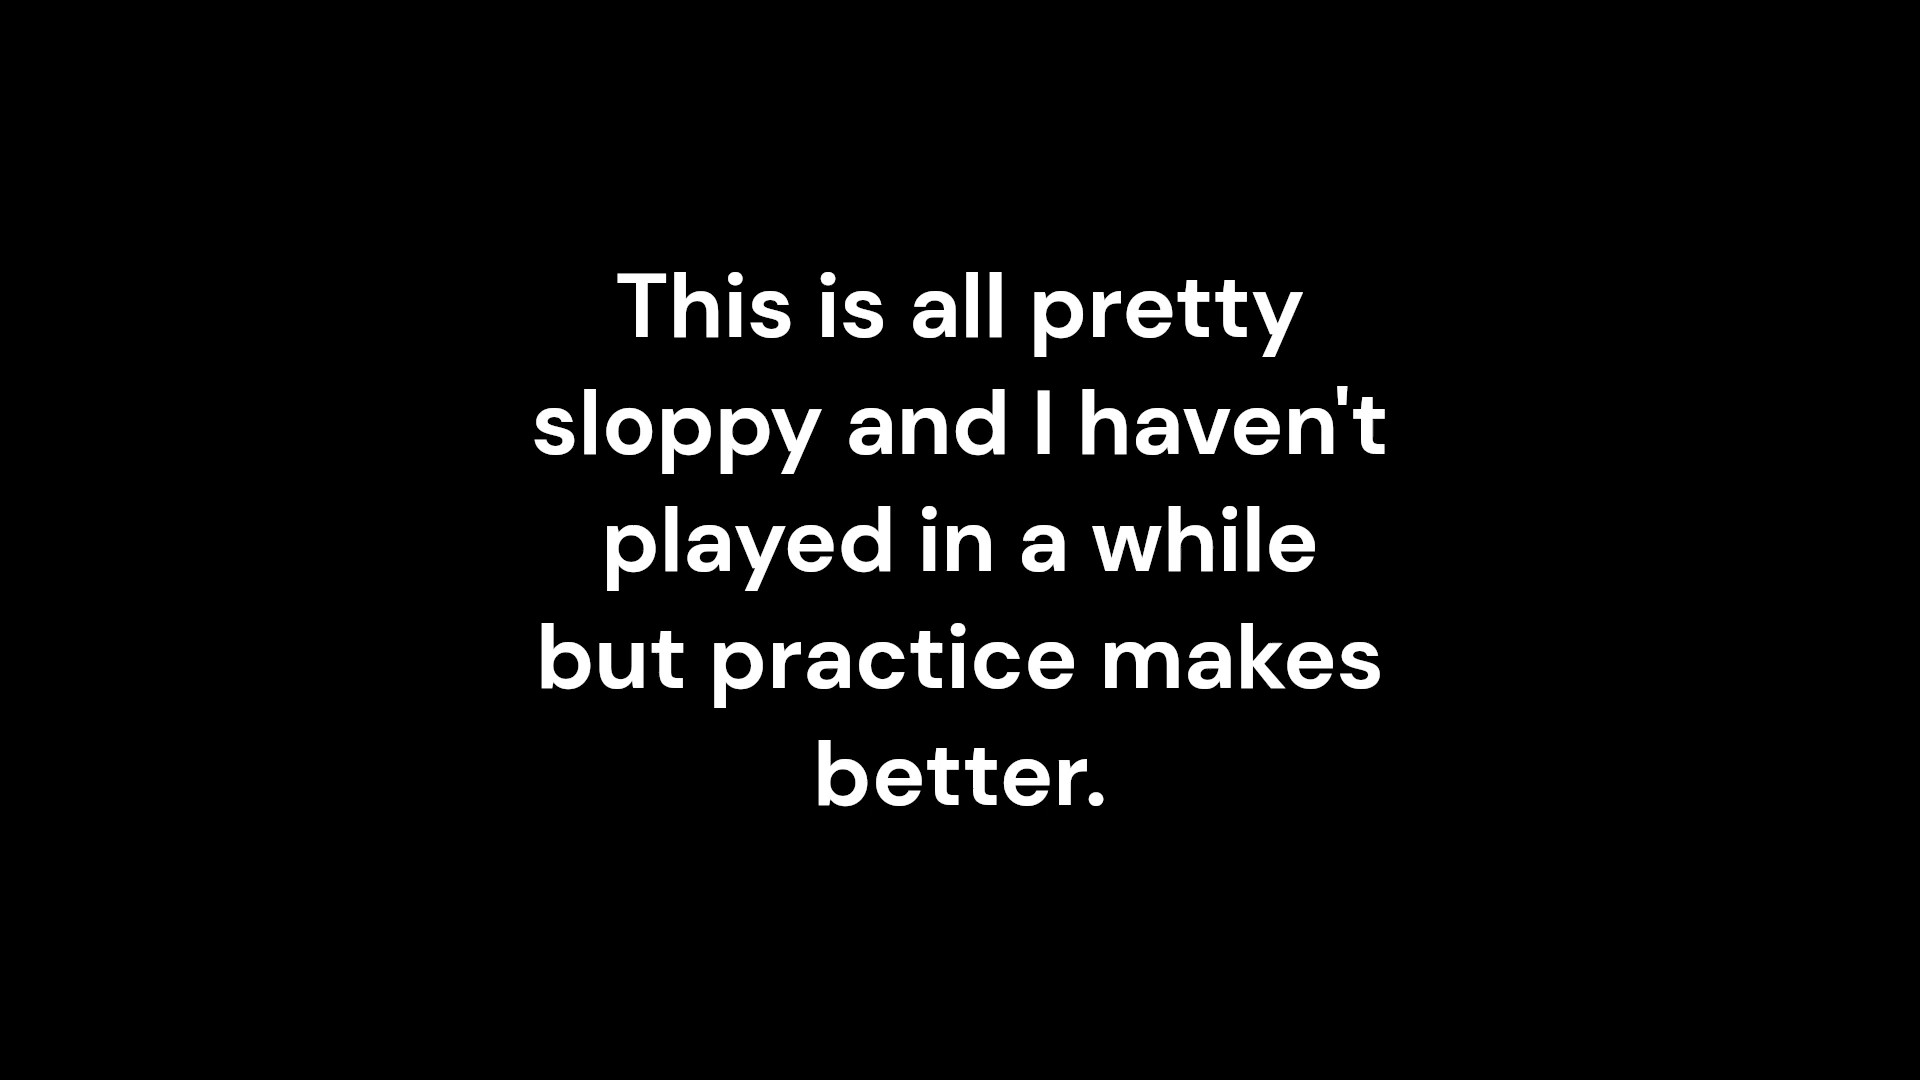 This is all pretty
sloppy and I haven't
played in a while
but practice makes
better.